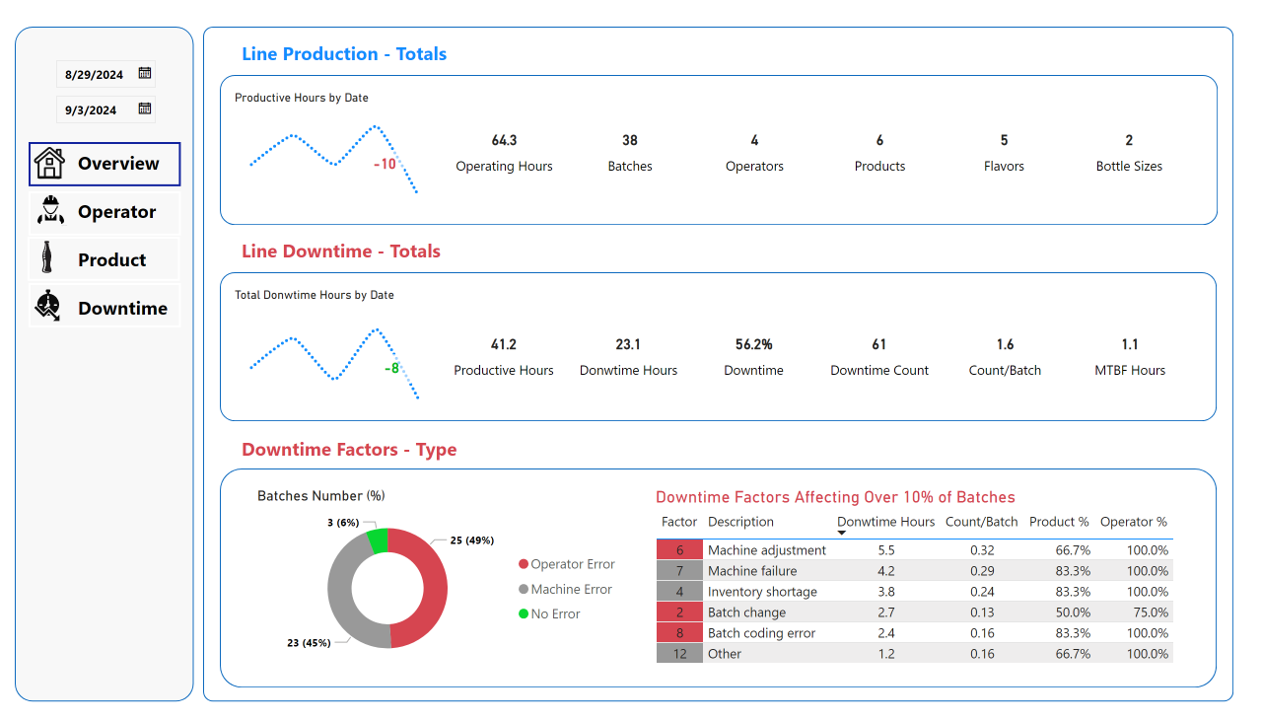 8/29/2024
9/3/2024
Overview
Operator
Product
Downtime
Line Production - Totals
Productive Hours by Date
-10
64.3
Operating Hours
38
Batches
4
Operators
6
Products
5
Flavors
2
Bottle Sizes
Line Downtime - Totals
Total Donwtime Hours by Date
-8
41.2
Productive Hours
23.1
Donwtime Hours
56.2%
Downtime
61
Downtime Count
1.6
Count/Batch
1.1
MTBF Hours
Downtime Factors - Type
Batches Number (%)
3 (6%)
25 (49%)
23 (45%)
Operator Error
Machine Error
No Error
Downtime Factors Affecting Over 10% of Batches
Factor Description Donwtime Hours Count/Batch Product % Operator %
6 Machine adjustment 5.5 0.32 66.7% 100.0%
7 Machine failure 4.2 0.29 83.3% 100.0%
4 Inventory shortage 3.8 0.24 83.3% 100.0%
2 Batch change 2.7 0.13 50.0% 75.0%
8 Batch coding error 2.4 0.16 83.3% 100.0%
12 Other 1.2 0.16 66.7% 100.0%